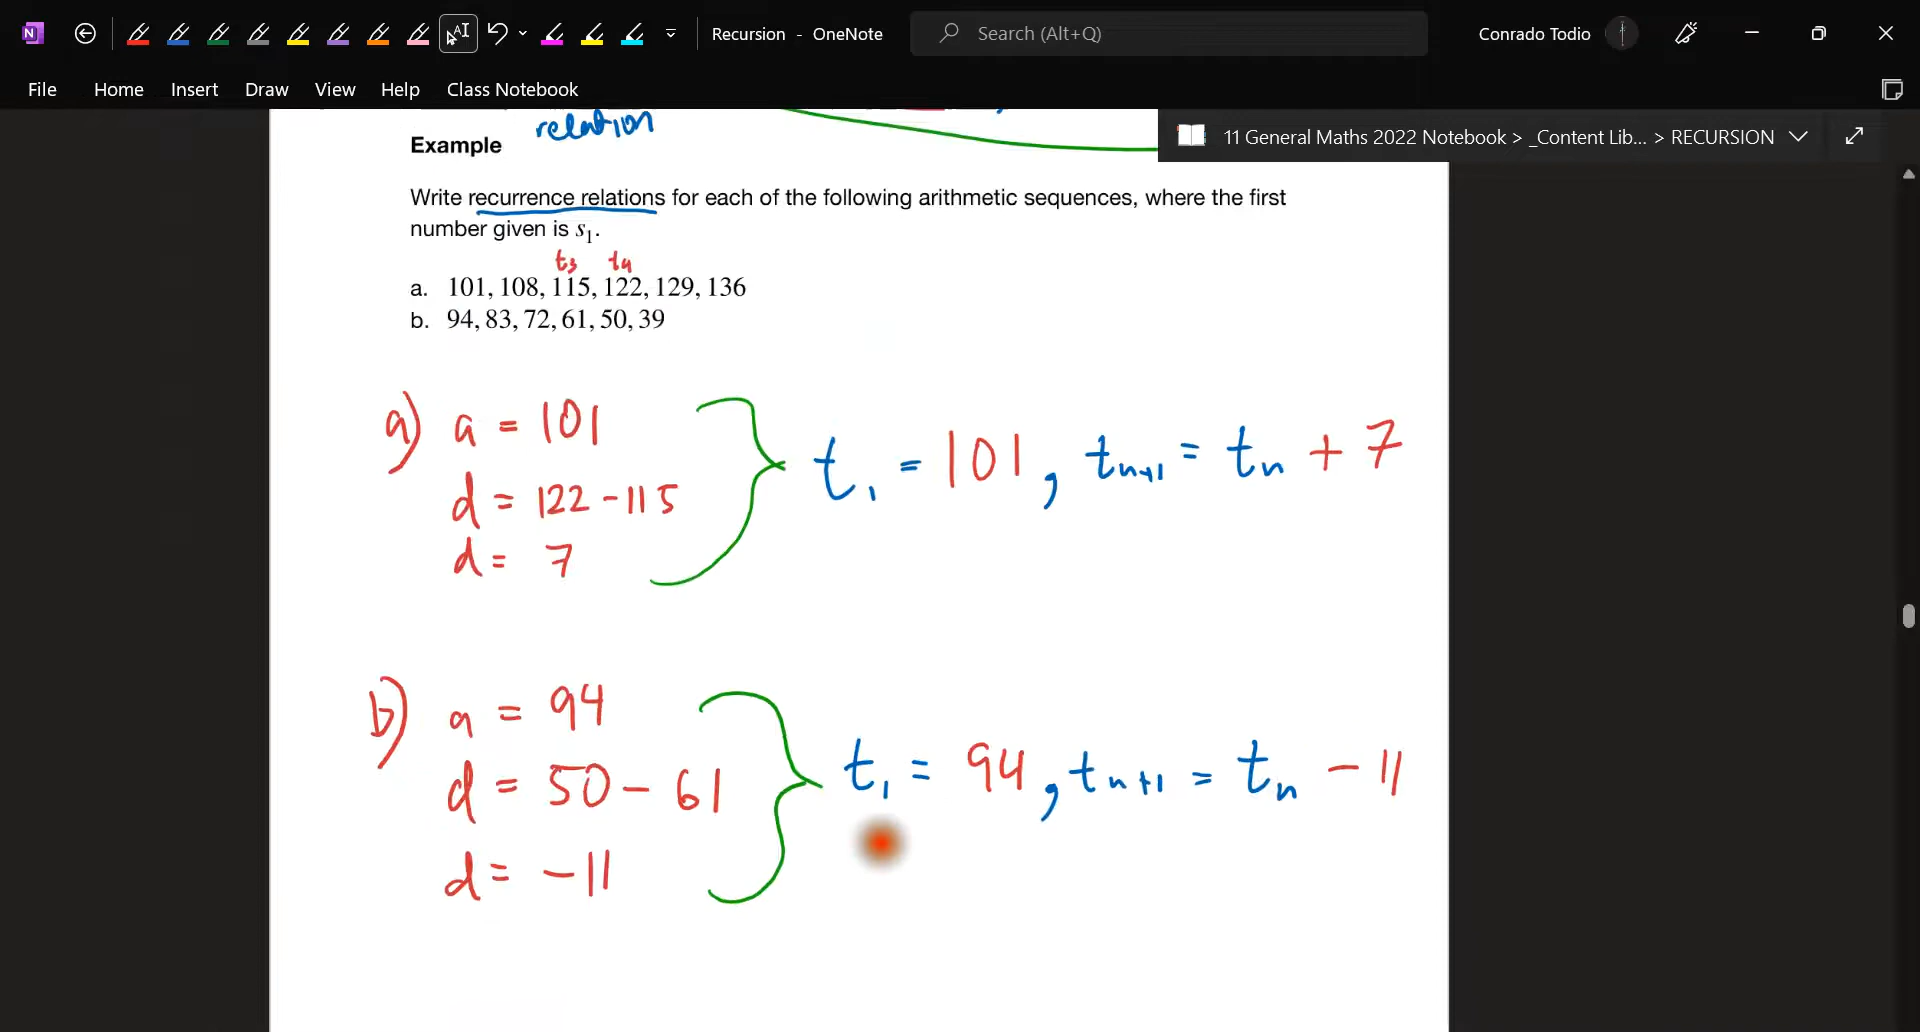 Recursion - OneNote
Search (Alt+Q)
Conrado Todio
File Home Insert Draw View Help Class Notebook
11 General Maths 2022 Notebook > _Content Lib... > RECURSION
relation
Example
Write recurrence relations for each of the following arithmetic sequences, where the first
number given is s₁.
t₃ t₄
a. 101, 108, 115, 122, 129, 136
b. 94, 83, 72, 61, 50, 39
a) a = 101
d = 122 - 115
d = 7
t₁ = 101, tₙ₊₁ = tₙ + 7
b) a = 94
d = 50 - 61
d = -11
t₁ = 94, tₙ₊₁ = tₙ - 11